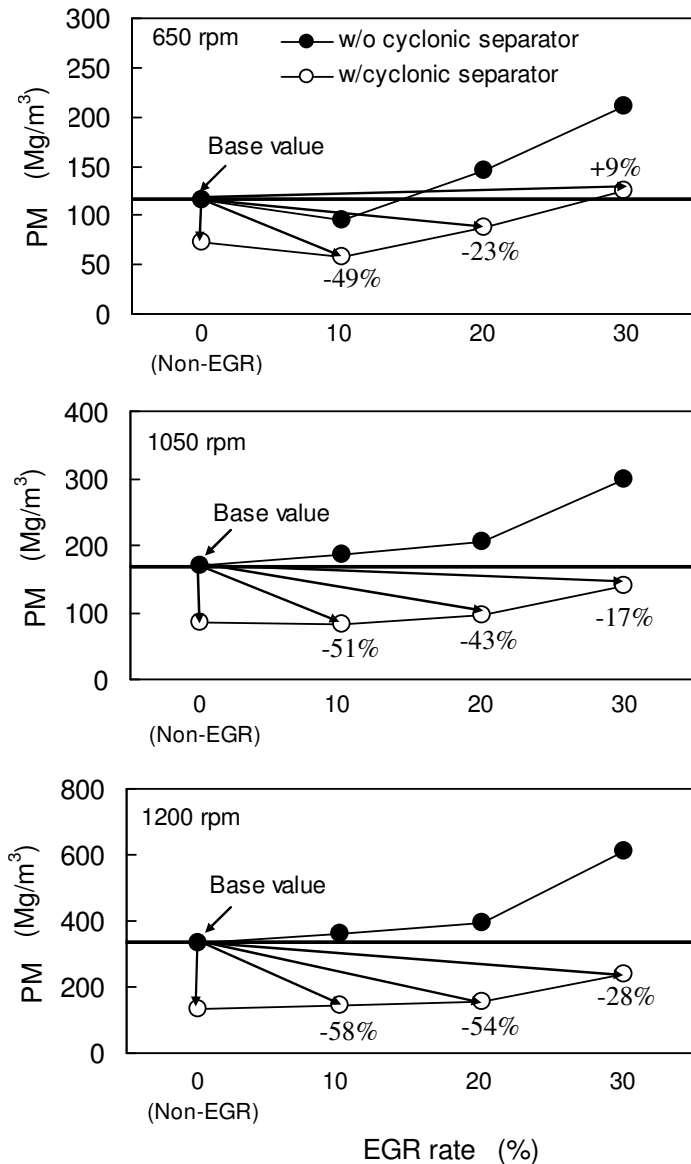 300
650 rpm
w/o cyclonic separator
250
w/cyclonic separator
200
Base value
+9%
150
PM (Mg/m³)
100
50
-49%
-23%
0
0 10 20 30
(Non-EGR)
400
1050 rpm
300
Base value
200
PM (Mg/m³)
100
-51%
-43%
-17%
0
0 10 20 30
(Non-EGR)
800
1200 rpm
600
Base value
400
PM (Mg/m³)
200
-58%
-54%
-28%
0
0 10 20 30
(Non-EGR)
EGR rate (%)